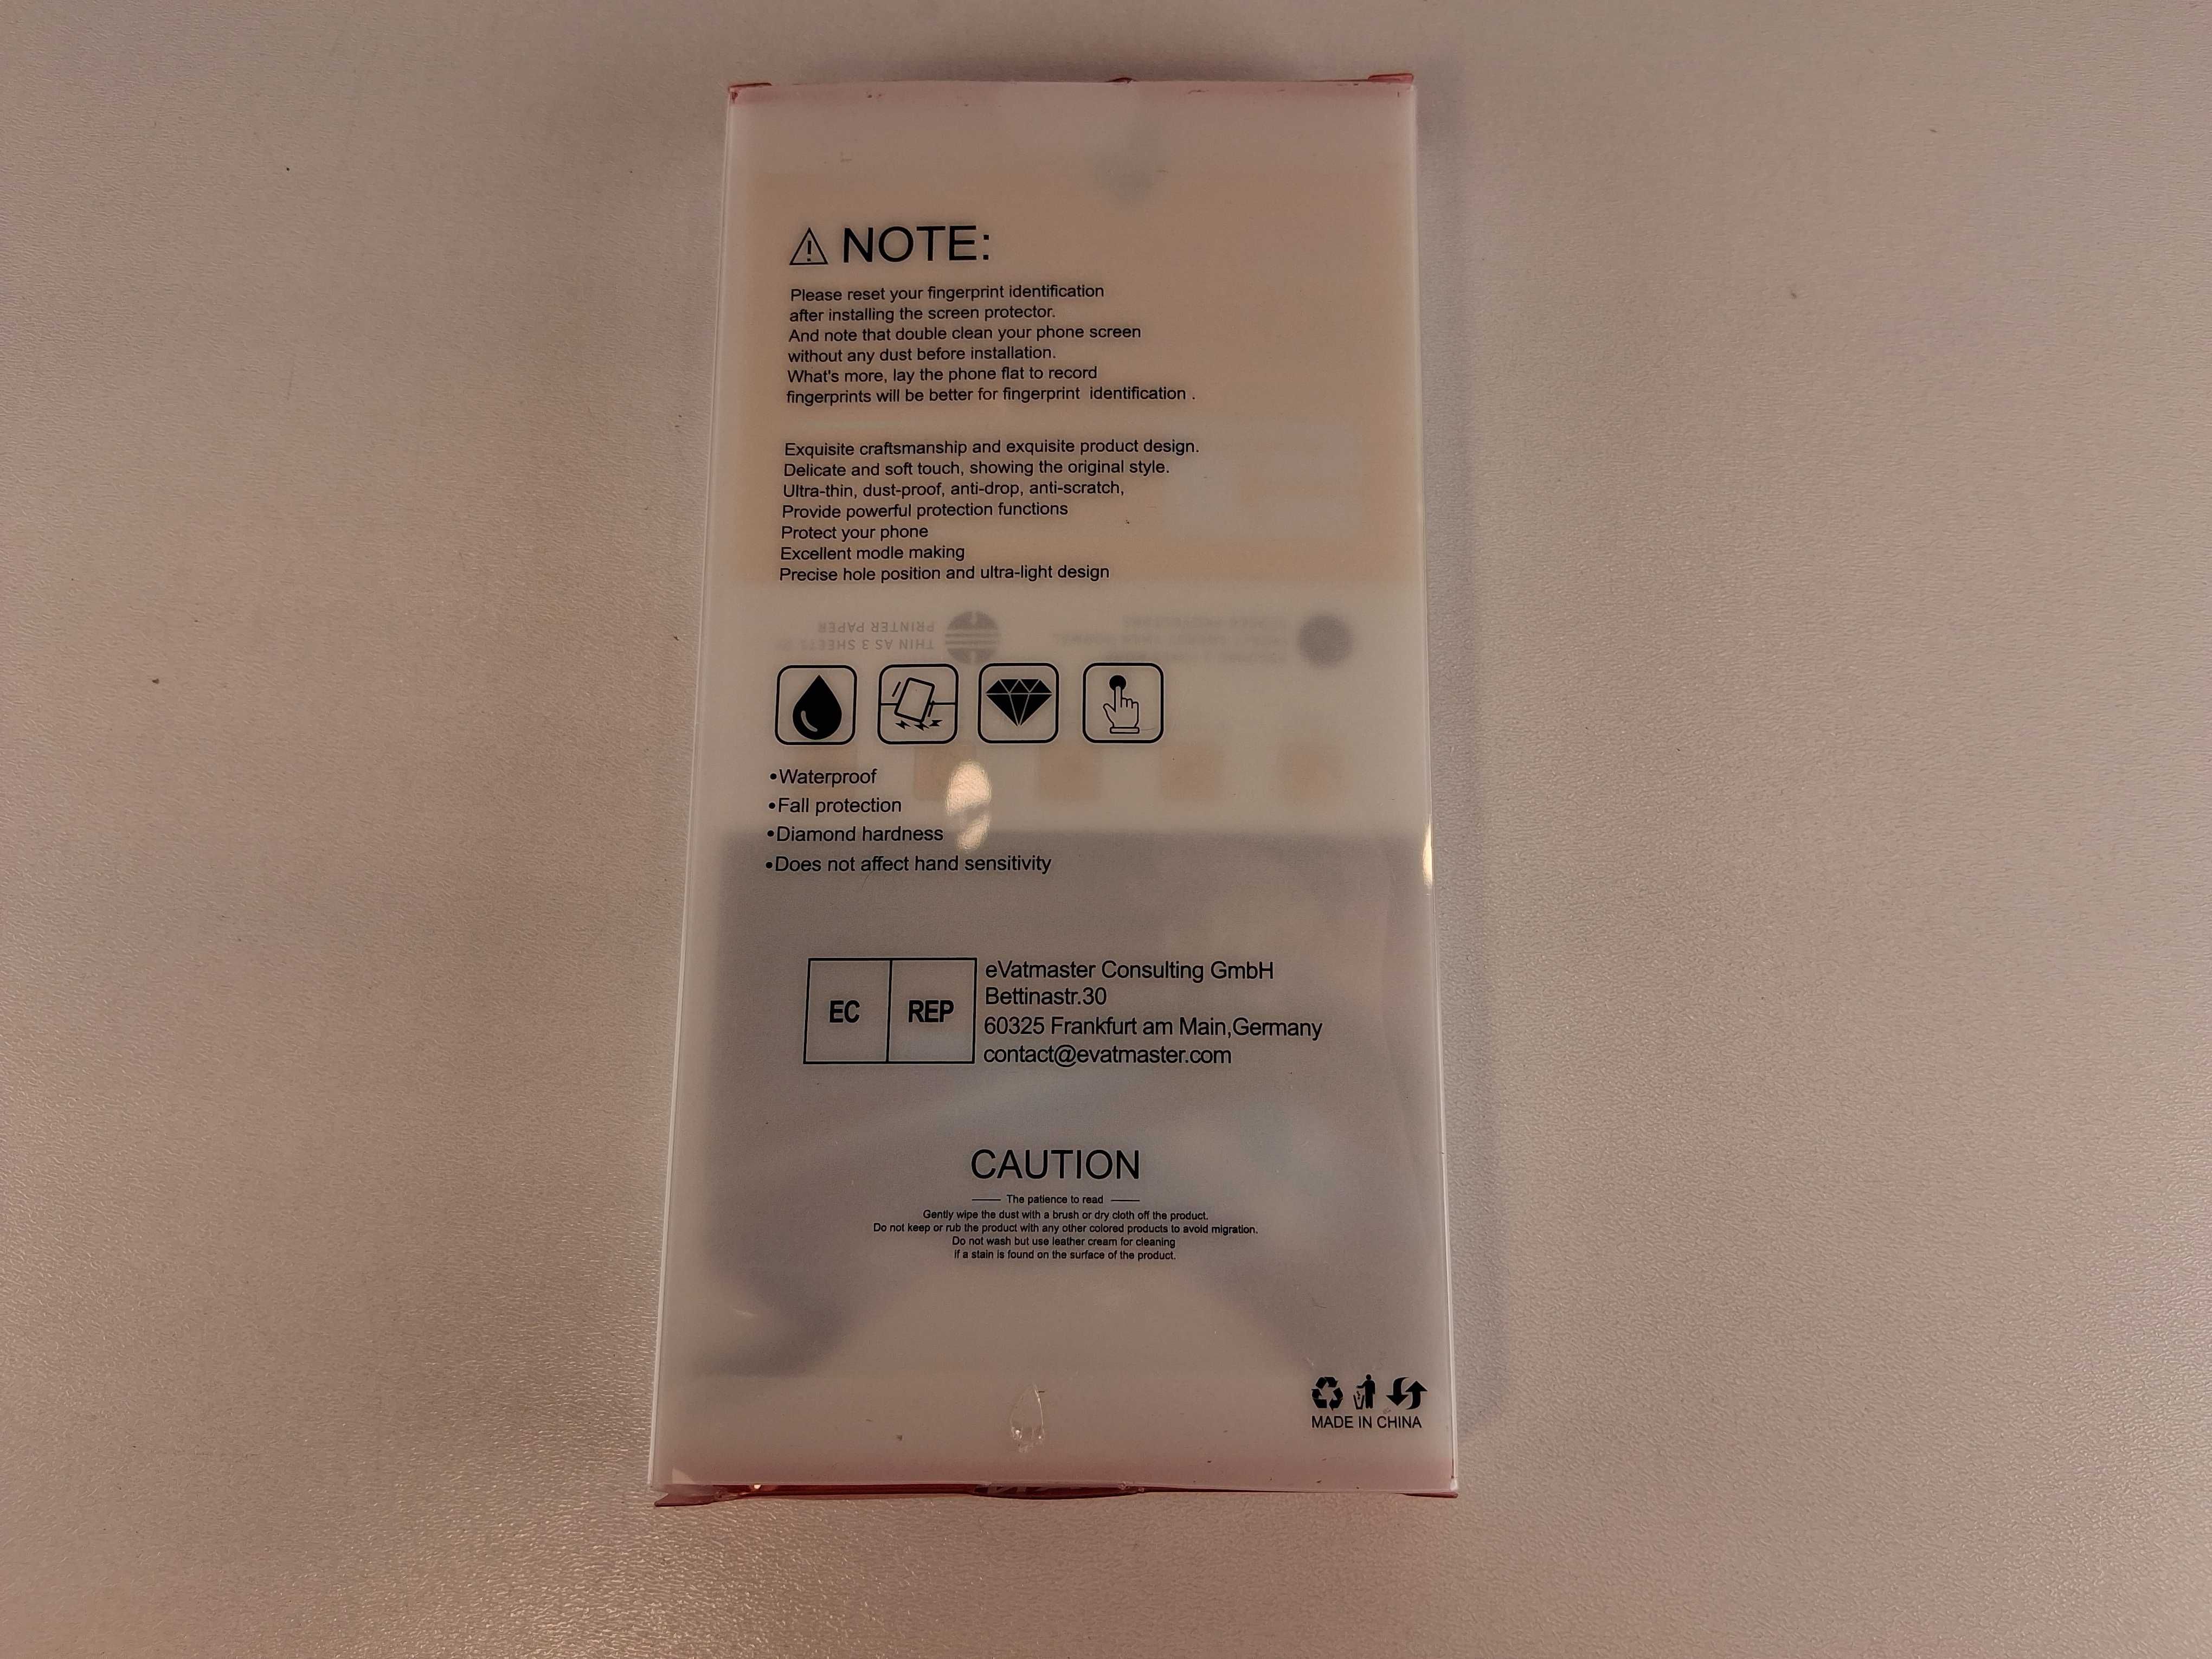 NOTE:
Please reset your fingerprint identification
after installing the screen protector.
And note that double clean your phone screen
without any dust before installation.
What's more, lay the phone flat to record
fingerprints will be better for fingerprint identification .
Exquisite craftsmanship and exquisite product design.
Delicate and soft touch, showing the original style.
Ultra-thin, dust-proof, anti-drop, anti-scratch,
Provide powerful protection functions
Protect your phone
Excellent modle making
Precise hole position and ultra-light design
THIN AS 3 SHEETS
PRINTER PAPER
•Waterproof
•Fall protection
•Diamond hardness
•Does not affect hand sensitivity
EC REP
eVatmaster Consulting GmbH
Bettinastr.30
60325 Frankfurt am Main,Germany
contact@evatmaster.com
CAUTION
The patience to read
Gently wipe the dust with a brush or dry cloth off the product.
Do not keep or rub the product with any other colored products to avoid migration.
Do not wash but use leather cream for cleaning
if a stain is found on the surface of the product.
MADE IN CHINA